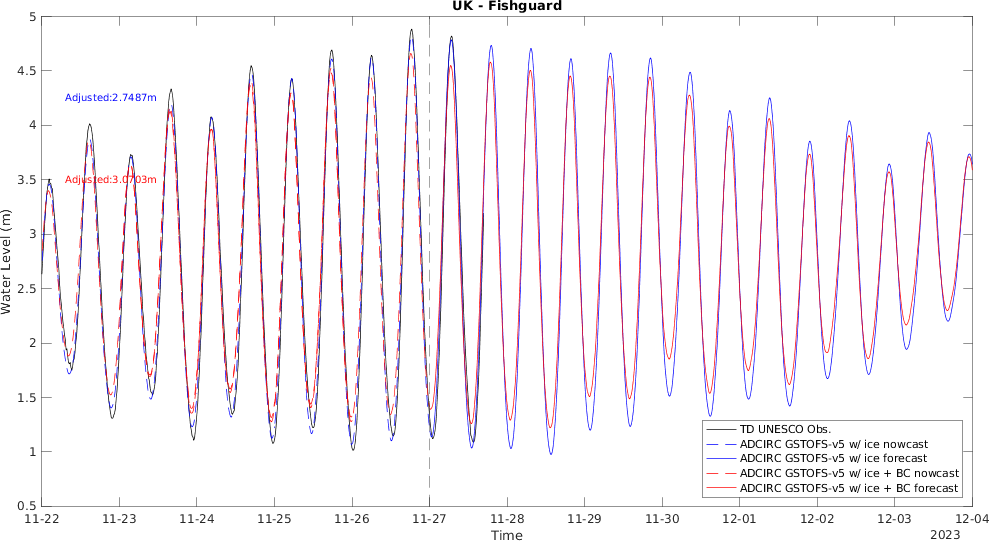 UK - Fishguard
5
4.5
4
3.5
3
2.5
2
1.5
1
0.5
Water Level (m)
Adjusted:2.7487m
Adjusted:3.0703m
TD UNESCO Obs.
ADCIRC GSTOFS-v5 w/ ice nowcast
ADCIRC GSTOFS-v5 w/ ice forecast
ADCIRC GSTOFS-v5 w/ ice + BC nowcast
ADCIRC GSTOFS-v5 w/ ice + BC forecast
11-22 11-23 11-24 11-25 11-26 11-27 11-28 11-29 11-30 12-01 12-02 12-03 12-04
Time
2023